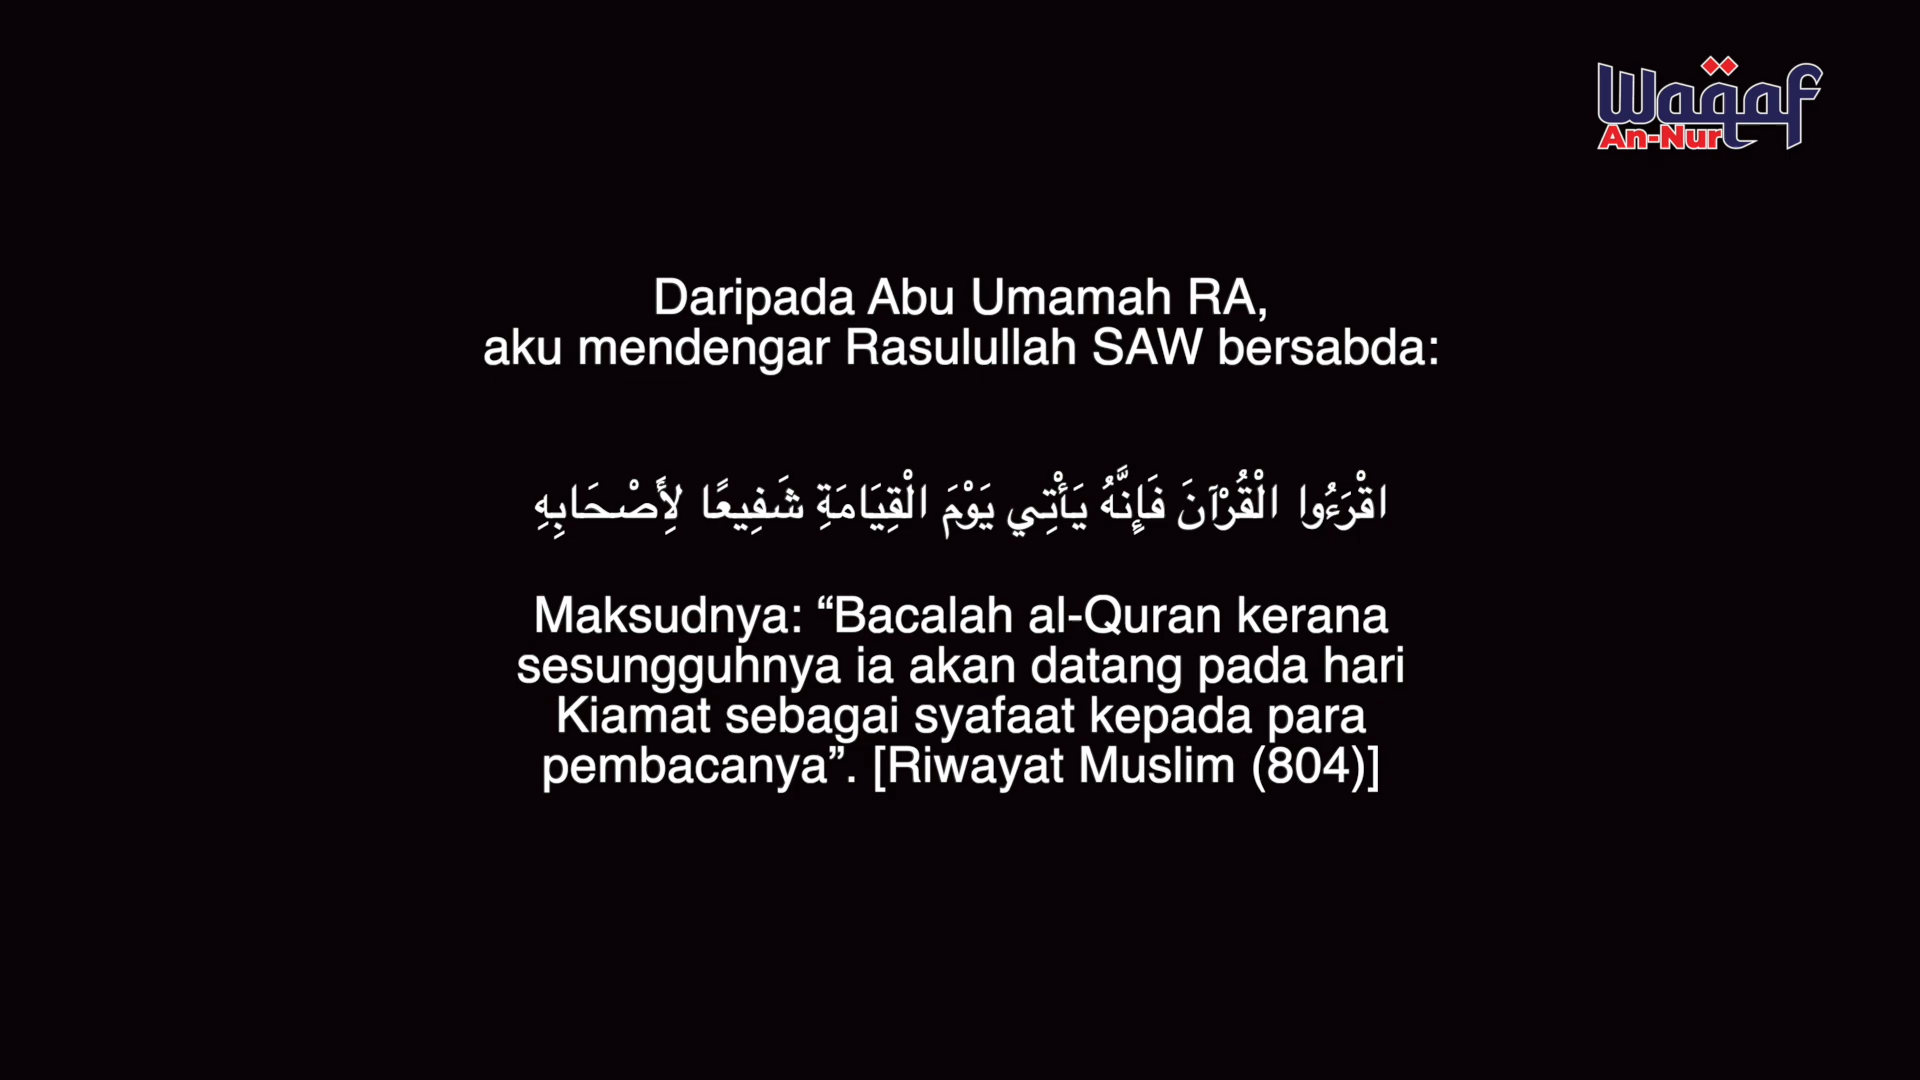 Waqaf
An-Nur
Daripada Abu Umamah RA,
aku mendengar Rasulullah SAW bersabda:
اقْرَءُوا الْقُرْآنَ فَإِنَّهُ يَأْتِي يَوْمَ الْقِيَامَةِ شَفِيعًا لِأَصْحَابِهِ
Maksudnya: “Bacalah al-Quran kerana
sesungguhnya ia akan datang pada hari
Kiamat sebagai syafaat kepada para
pembacanya”. [Riwayat Muslim (804)]